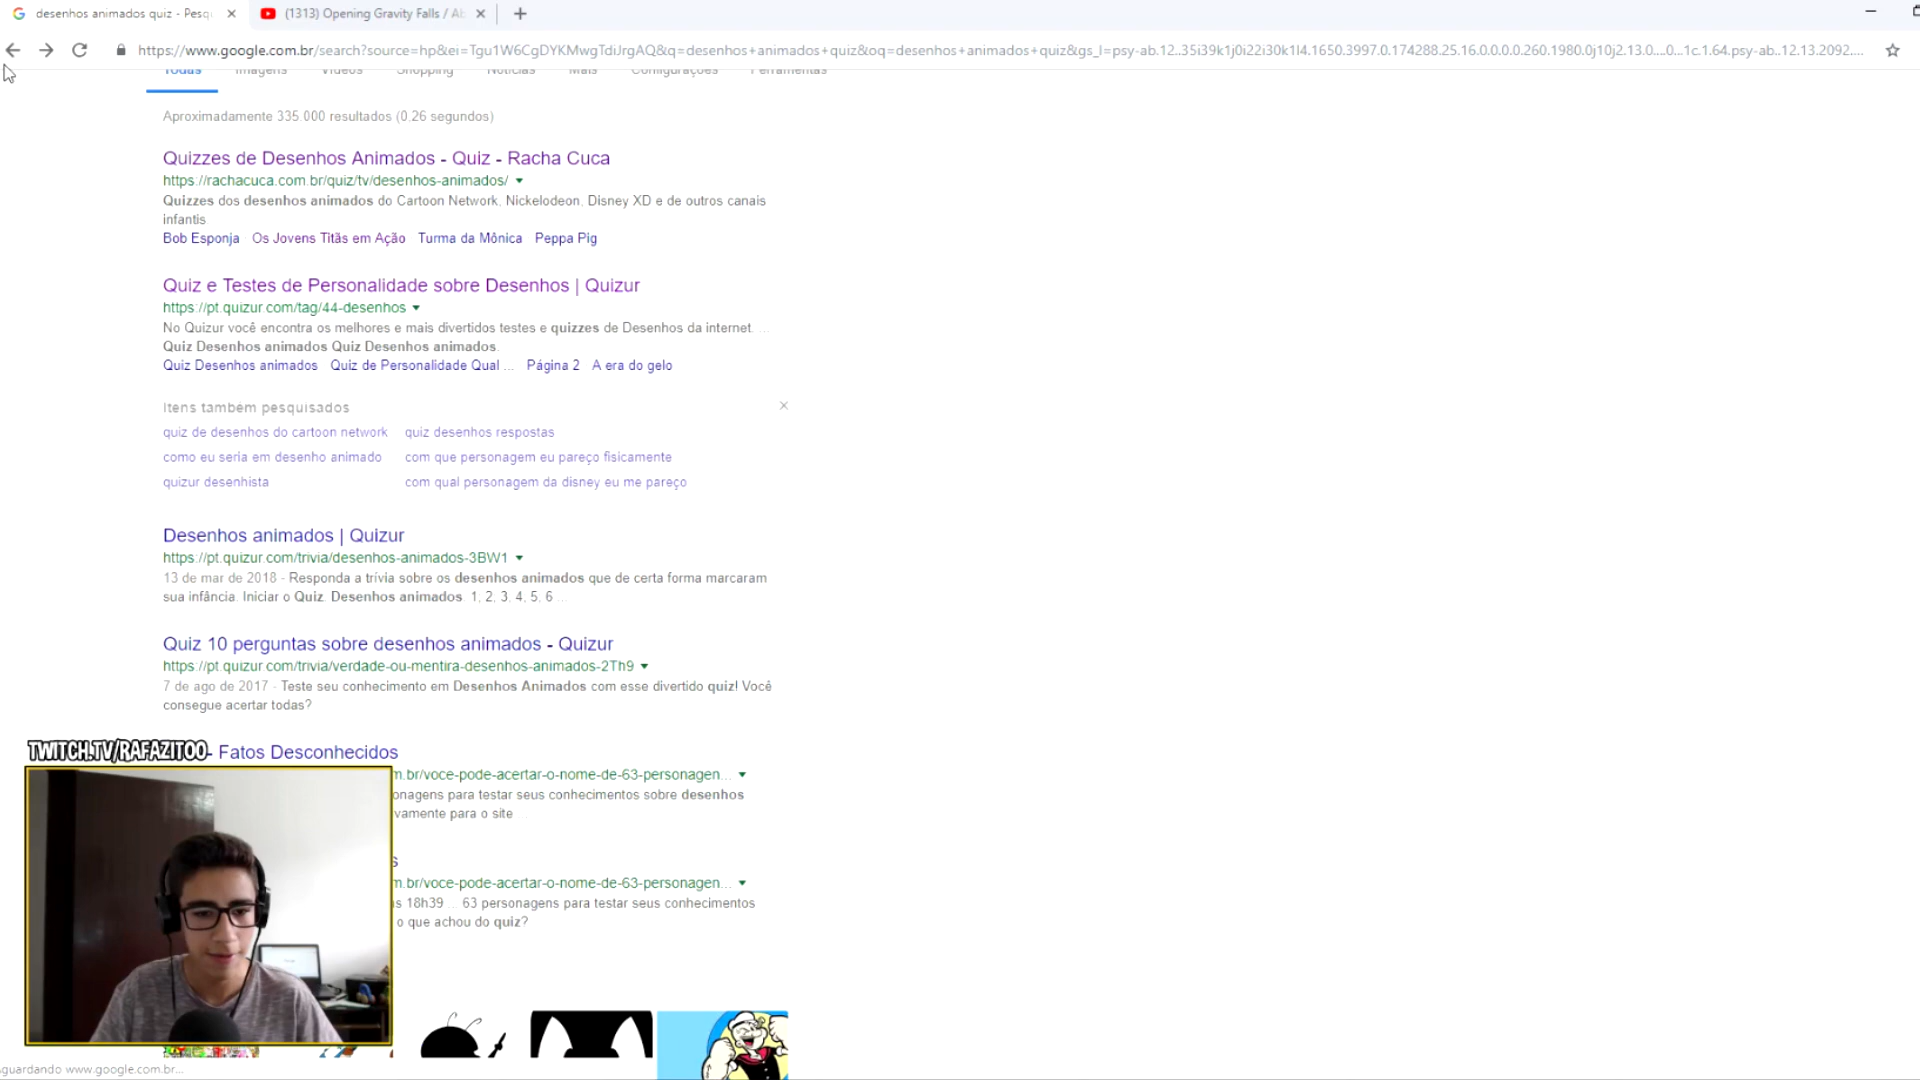 desenhos animados quiz - Pesq
(1313) Opening Gravity Falls / Ab
https://www.google.com.br/search?source=hp&ei=Tgu1W6CgDYKMwgTdiJrgAQ&q=desenhos+animados+quiz&oq=desenhos+animados+quiz&gs_l=psy-ab.12..35i39k1j0i22i30k1l4.1650.3997.0.174288.25.16.0.0.0.0.260.1980.0j10j2.13.0....0...1c.1.64.psy-ab..12.13.2092....
Todas Imagens Vídeos Shopping Notícias Mais Configurações Ferramentas
Aproximadamente 335.000 resultados (0,26 segundos)
Quizzes de Desenhos Animados - Quiz - Racha Cuca
https://rachacuca.com.br/quiz/tv/desenhos-animados/
Quizzes dos desenhos animados do Cartoon Network, Nickelodeon, Disney XD e de outros canais
infantis.
Bob Esponja Os Jovens Titãs em Ação Turma da Mônica Peppa Pig
Quiz e Testes de Personalidade sobre Desenhos | Quizur
https://pt.quizur.com/tag/44-desenhos
No Quizur você encontra os melhores e mais divertidos testes e quizzes de Desenhos da internet. ...
Quiz Desenhos animados Quiz Desenhos animados.
Quiz Desenhos animados Quiz de Personalidade Qual ... Página 2 A era do gelo
Itens também pesquisados
quiz de desenhos do cartoon network quiz desenhos respostas
como eu seria em desenho animado com que personagem eu pareço fisicamente
quizur desenhista com qual personagem da disney eu me pareço
Desenhos animados | Quizur
https://pt.quizur.com/trivia/desenhos-animados-3BW1
13 de mar de 2018 - Responda a trívia sobre os desenhos animados que de certa forma marcaram
sua infância. Iniciar o Quiz. Desenhos animados. 1, 2, 3, 4, 5, 6 ...
Quiz 10 perguntas sobre desenhos animados - Quizur
https://pt.quizur.com/trivia/verdade-ou-mentira-desenhos-animados-2Th9
7 de ago de 2017 - Teste seu conhecimento em Desenhos Animados com esse divertido quiz! Você
consegue acertar todas?
TWITCH.TV/RAFAZITOO - Fatos Desconhecidos
m.br/voce-pode-acertar-o-nome-de-63-personagen...
onagens para testar seus conhecimentos sobre desenhos
vamente para o site
s
m.br/voce-pode-acertar-o-nome-de-63-personagen...
às 18h39 ... 63 personagens para testar seus conhecimentos
o que achou do quiz?
guardando www.google.com.br...